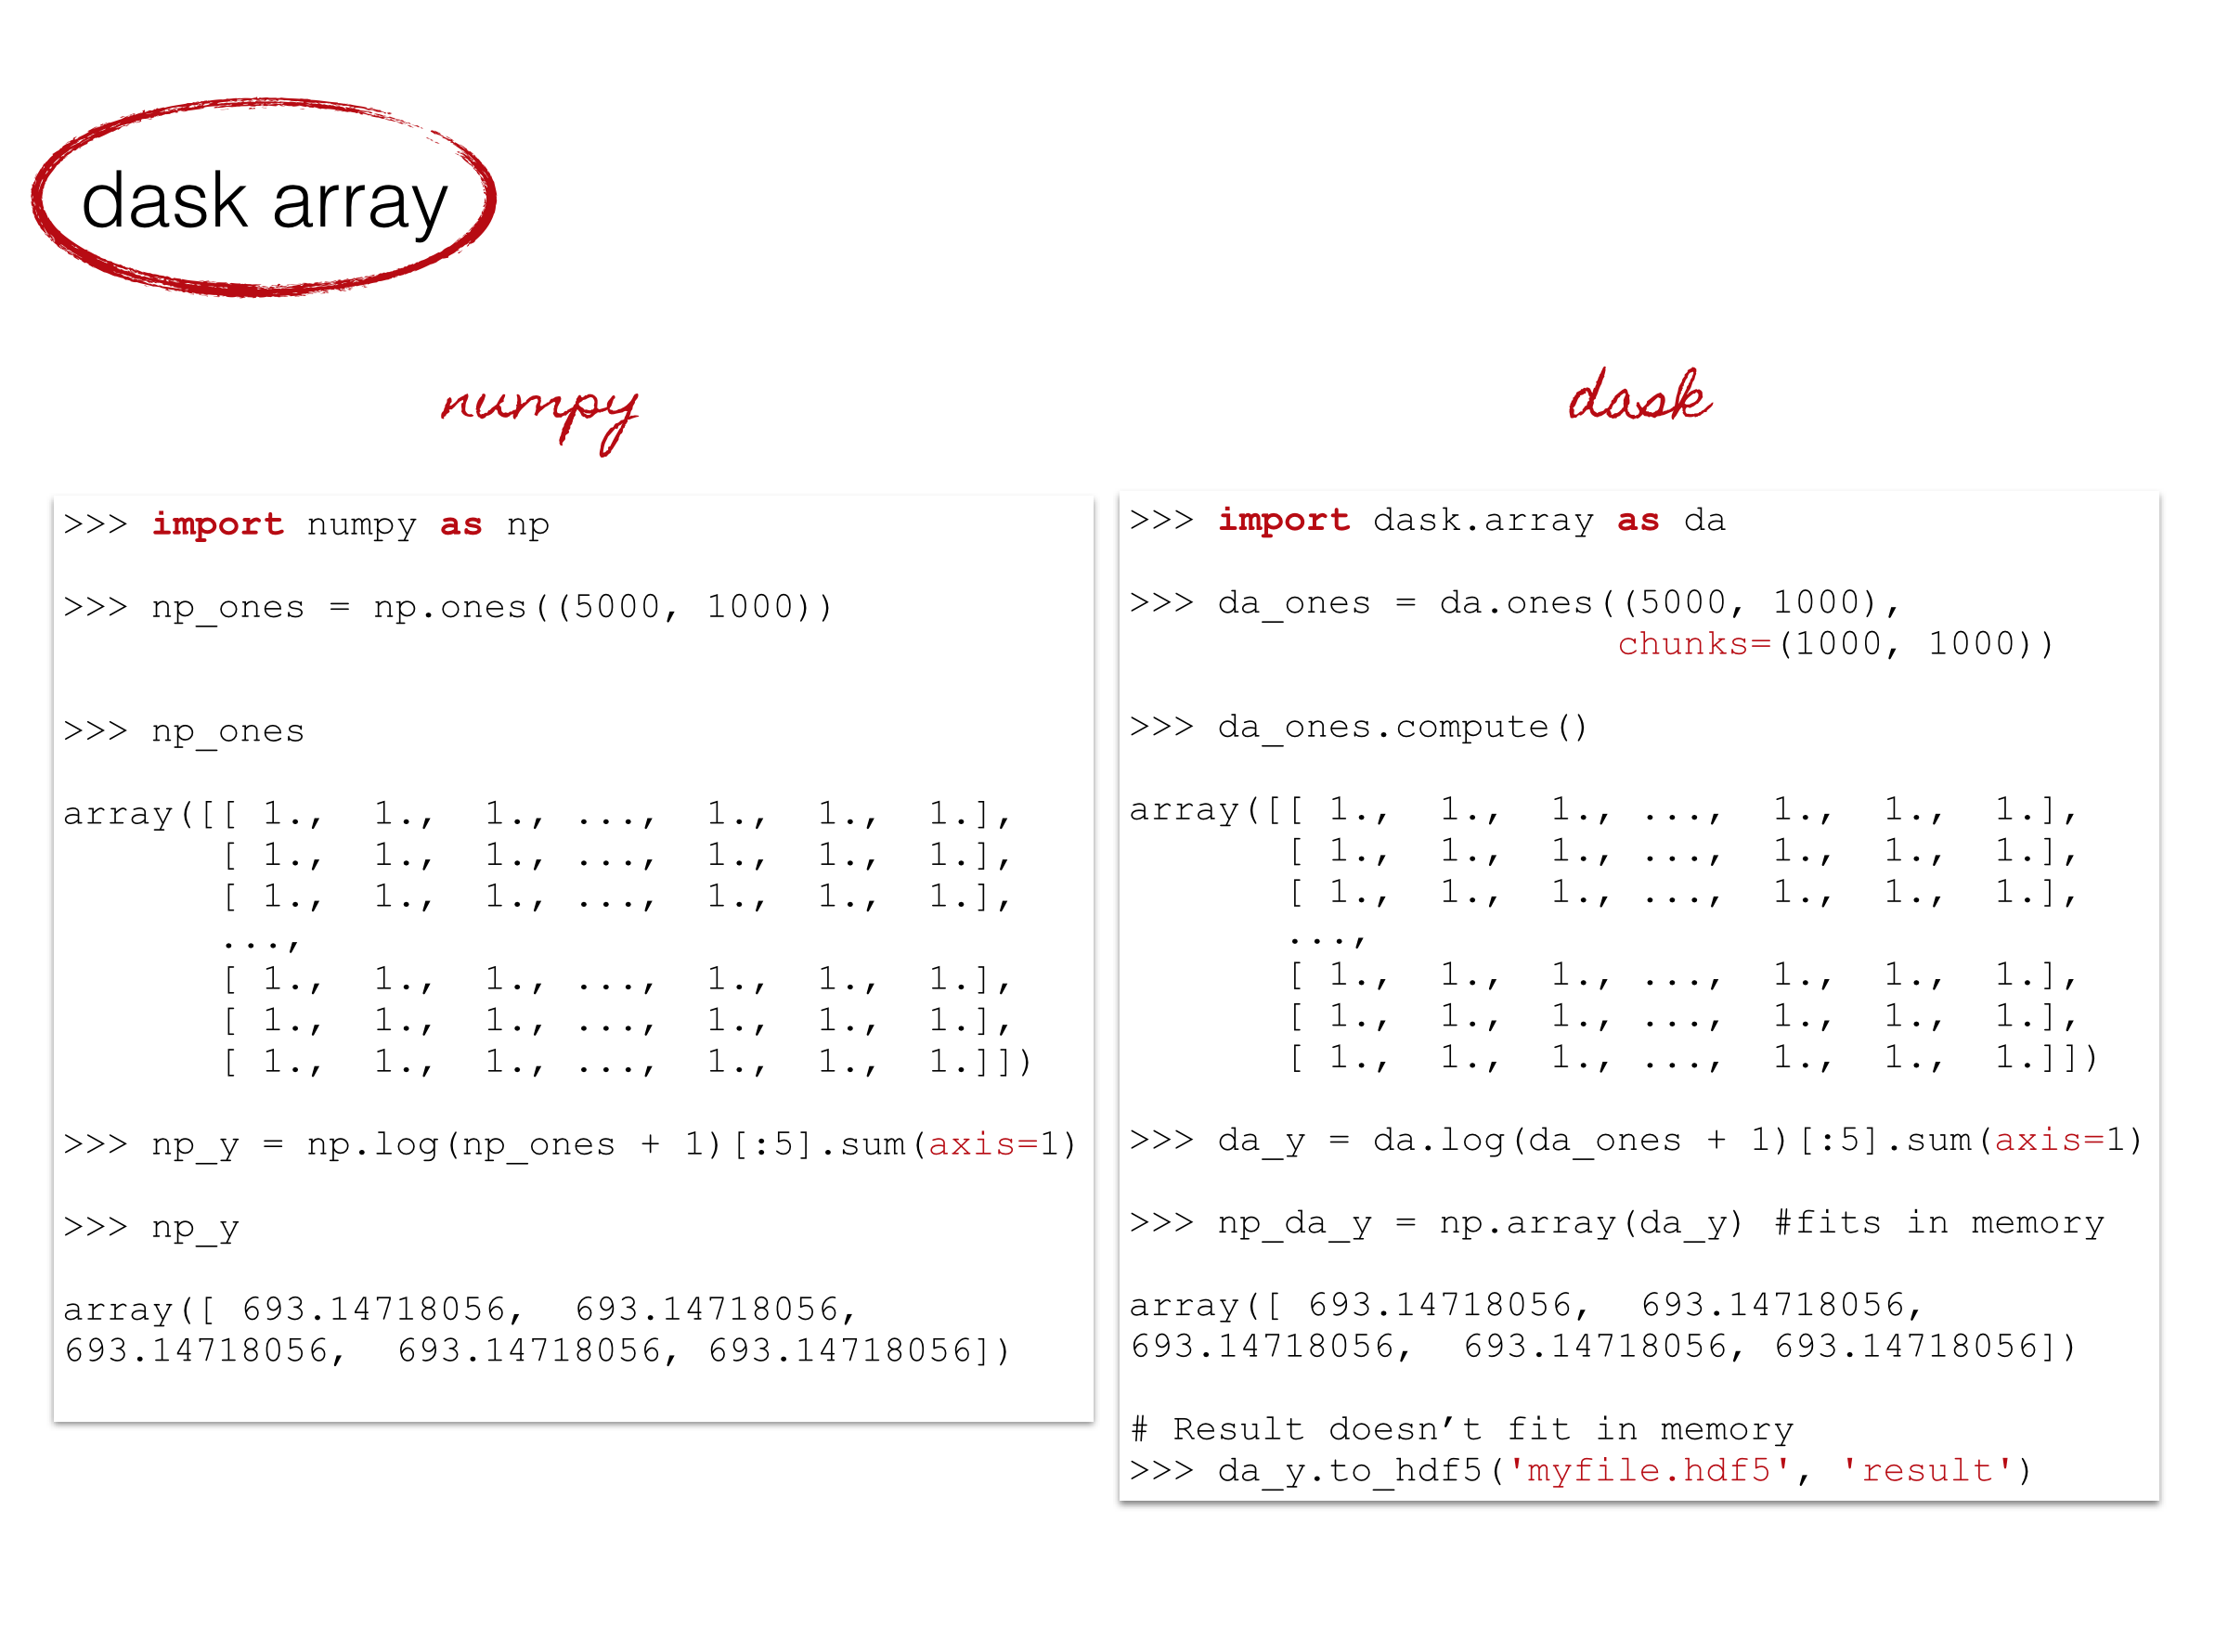 dask array
numpy
>>> import numpy as np
>>> np_ones = np.ones((5000, 1000))
>>> np_ones
array([[ 1.,  1.,  1., ...,  1.,  1.,  1.],
       [ 1.,  1.,  1., ...,  1.,  1.,  1.],
       [ 1.,  1.,  1., ...,  1.,  1.,  1.],
       ...,
       [ 1.,  1.,  1., ...,  1.,  1.,  1.],
       [ 1.,  1.,  1., ...,  1.,  1.,  1.],
       [ 1.,  1.,  1., ...,  1.,  1.,  1.]])
>>> np_y = np.log(np_ones + 1)[:5].sum(axis=1)
>>> np_y
array([ 693.14718056,  693.14718056,
693.14718056,  693.14718056, 693.14718056])
dask
>>> import dask.array as da
>>> da_ones = da.ones((5000, 1000),
                      chunks=(1000, 1000))
>>> da_ones.compute()
array([[ 1.,  1.,  1., ...,  1.,  1.,  1.],
       [ 1.,  1.,  1., ...,  1.,  1.,  1.],
       [ 1.,  1.,  1., ...,  1.,  1.,  1.],
       ...,
       [ 1.,  1.,  1., ...,  1.,  1.,  1.],
       [ 1.,  1.,  1., ...,  1.,  1.,  1.],
       [ 1.,  1.,  1., ...,  1.,  1.,  1.]])
>>> da_y = da.log(da_ones + 1)[:5].sum(axis=1)
>>> np_da_y = np.array(da_y) #fits in memory
array([ 693.14718056,  693.14718056,
693.14718056,  693.14718056, 693.14718056])
# Result doesn’t fit in memory
>>> da_y.to_hdf5('myfile.hdf5', 'result')